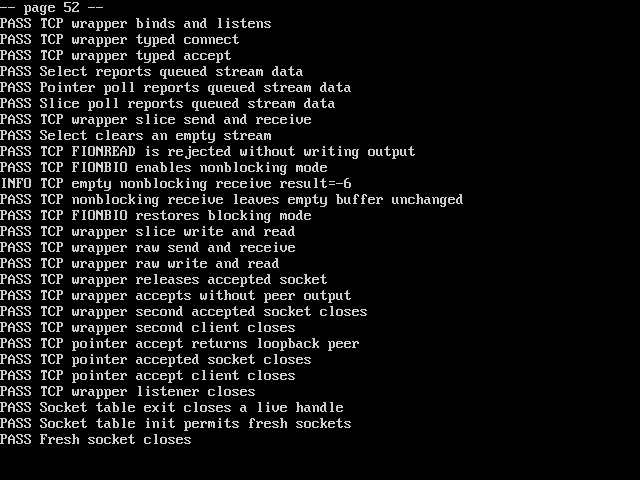 -- page 52 --
PASS TCP wrapper binds and listens
PASS TCP wrapper typed connect
PASS TCP wrapper typed accept
PASS Select reports queued stream data
PASS Pointer poll reports queued stream data
PASS Slice poll reports queued stream data
PASS TCP wrapper slice send and receive
PASS Select clears an empty stream
PASS TCP FIONREAD is rejected without writing output
PASS TCP FIONBIO enables nonblocking mode
INFO TCP empty nonblocking receive result=-6
PASS TCP nonblocking receive leaves empty buffer unchanged
PASS TCP FIONBIO restores blocking mode
PASS TCP wrapper slice write and read
PASS TCP wrapper raw send and receive
PASS TCP wrapper raw write and read
PASS TCP wrapper releases accepted socket
PASS TCP wrapper accepts without peer output
PASS TCP wrapper second accepted socket closes
PASS TCP wrapper second client closes
PASS TCP pointer accept returns loopback peer
PASS TCP pointer accepted socket closes
PASS TCP pointer accept client closes
PASS TCP wrapper listener closes
PASS Socket table exit closes a live handle
PASS Socket table init permits fresh sockets
PASS Fresh socket closes